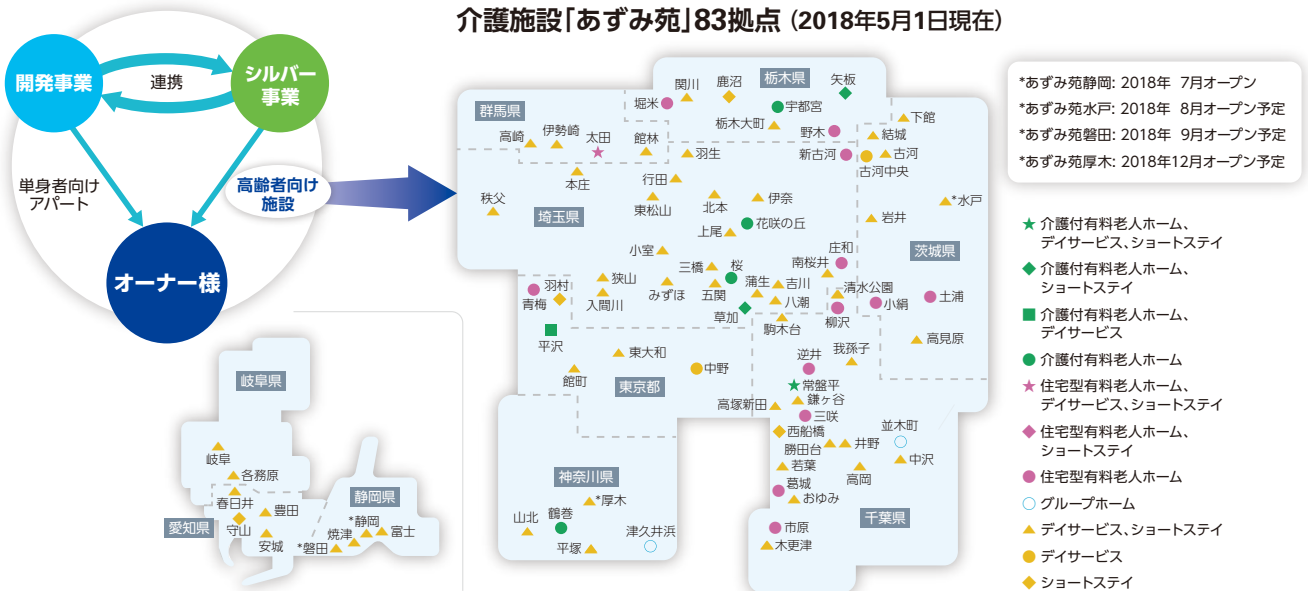 介護施設「あずみ苑」83拠点 (2018年5月1日現在)
開発事業
連携
シルバー
事業
単身者向け
アパート
高齢者向け
施設
オーナー様
*あずみ苑静岡: 2018年 7月オープン
*あずみ苑水戸: 2018年 8月オープン予定
*あずみ苑磐田: 2018年 9月オープン予定
*あずみ苑厚木: 2018年12月オープン予定
栃木県
関川
鹿沼
矢板
堀米
宇都宮
栃木大町
野木
群馬県
高崎
伊勢崎
太田
館林
下館
結城
新古河
古河
古河中央
*水戸
岩井
茨城県
小絹
土浦
高見原
羽生
本庄
行田
秩父
東松山
北本
伊奈
埼玉県
上尾
花咲の丘
小室
庄和
三橋
桜
南桜井
狭山
みずほ
五関
蒲生
吉川
清水公園
入間川
八潮
草加
柳沢
駒木台
羽村
青梅
平沢
東大和
館町
東京都
中野
逆井
我孫子
常盤平
鎌ヶ谷
高塚新田
三咲
西船橋
並木町
勝田台
井野
中沢
若葉
高岡
葛城
おゆみ
千葉県
市原
木更津
神奈川県
*厚木
山北
鶴巻
津久井浜
平塚
岐阜県
岐阜
各務原
春日井
愛知県
守山
豊田
安城
静岡県
*静岡
焼津
富士
*磐田
介護付有料老人ホーム、
デイサービス、ショートステイ
介護付有料老人ホーム、
ショートステイ
介護付有料老人ホーム、
デイサービス
介護付有料老人ホーム
住宅型有料老人ホーム、
デイサービス、ショートステイ
住宅型有料老人ホーム、
ショートステイ
住宅型有料老人ホーム
グループホーム
デイサービス、ショートステイ
デイサービス
ショートステイ